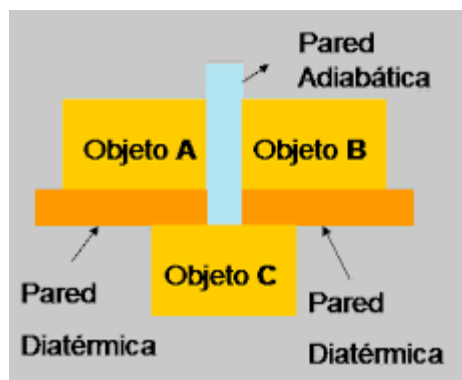 Pared
Adiabática
Objeto A
Objeto B
Objeto C
Pared
Diatérmica
Pared
Diatérmica